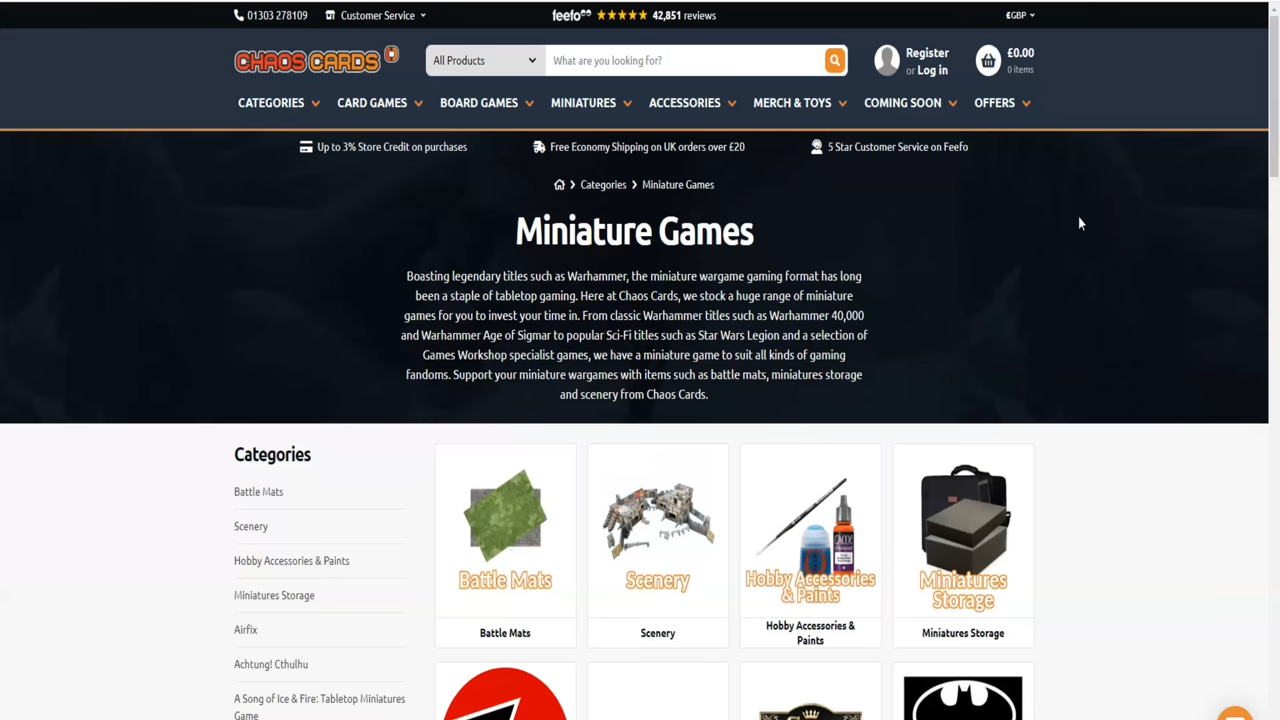 01303 278109 Customer Service feefo 42,851 reviews £GBP
CHAOS CARDS All Products What are you looking for? Register £0.00
or Log in 0 items
CATEGORIES CARD GAMES BOARD GAMES MINIATURES ACCESSORIES MERCH & TOYS COMING SOON OFFERS
Up to 3% Store Credit on purchases Free Economy Shipping on UK orders over £20 5 Star Customer Service on Feefo
Categories Miniature Games
Miniature Games
Boasting legendary titles such as Warhammer, the miniature wargame gaming format has long
been a staple of tabletop gaming. Here at Chaos Cards, we stock a huge range of miniature
games for you to invest your time in. From classic Warhammer titles such as Warhammer 40,000
and Warhammer Age of Sigmar to popular Sci-Fi titles such as Star Wars Legion and a selection of
Games Workshop specialist games, we have a miniature game to suit all kinds of gaming
fandoms. Support your miniature wargames with items such as battle mats, miniatures storage
and scenery from Chaos Cards.
Categories
Battle Mats
Scenery
Hobby Accessories & Paints
Miniatures Storage
Airfix
Achtung! Cthulhu
A Song of Ice & Fire: Tabletop Miniatures
Game
Battle Mats
Battle Mats
Scenery
Scenery
Hobby Accessories
& Paints
Hobby Accessories &
Paints
Miniatures
Storage
Miniatures Storage